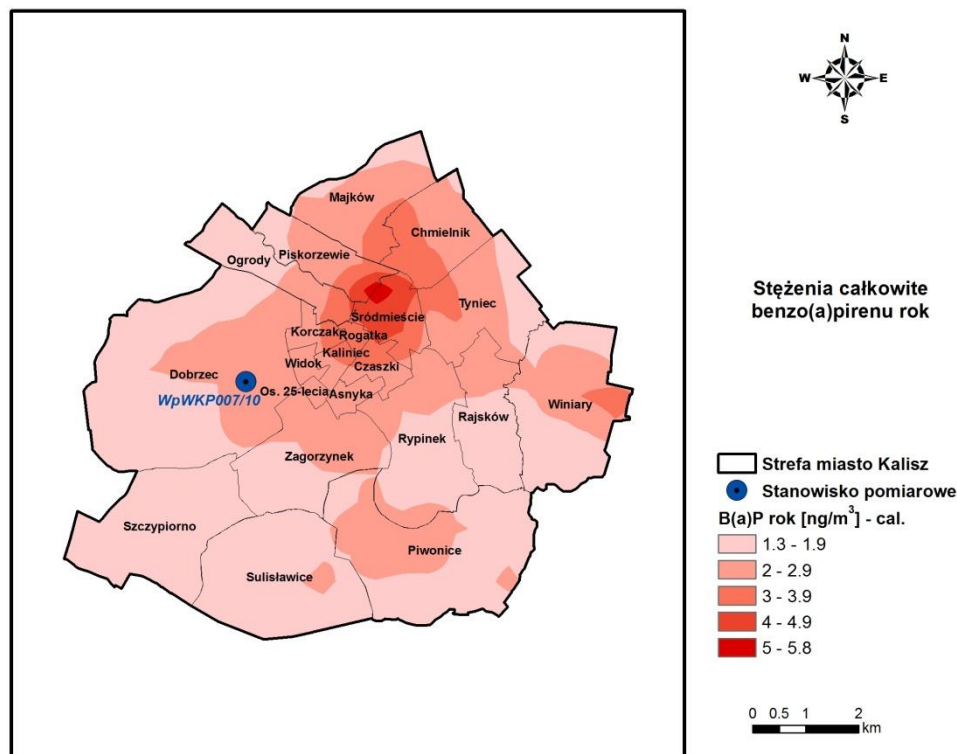 N
W E
S
Majków
Chmielnik
Ogrody
Piskorzewie
Stężenia całkowite
benzo(a)pirenu rok
Tyniec
Śródmieście
Korczak
Rogatka
Kaliniec
Widok
Czaszki
Dobrzec
Os. 25-lecia
Asnyka
WpWKP007/10
Winiary
Rajsków
Rypinek
Zagorzynek
Szczypiorno
Piwonice
Sulisławice
Strefa miasto Kalisz
Stanowisko pomiarowe
B(a)P rok [ng/m³] - cal.
1.3 - 1.9
2 - 2.9
3 - 3.9
4 - 4.9
5 - 5.8
0 0.5 1 2
km